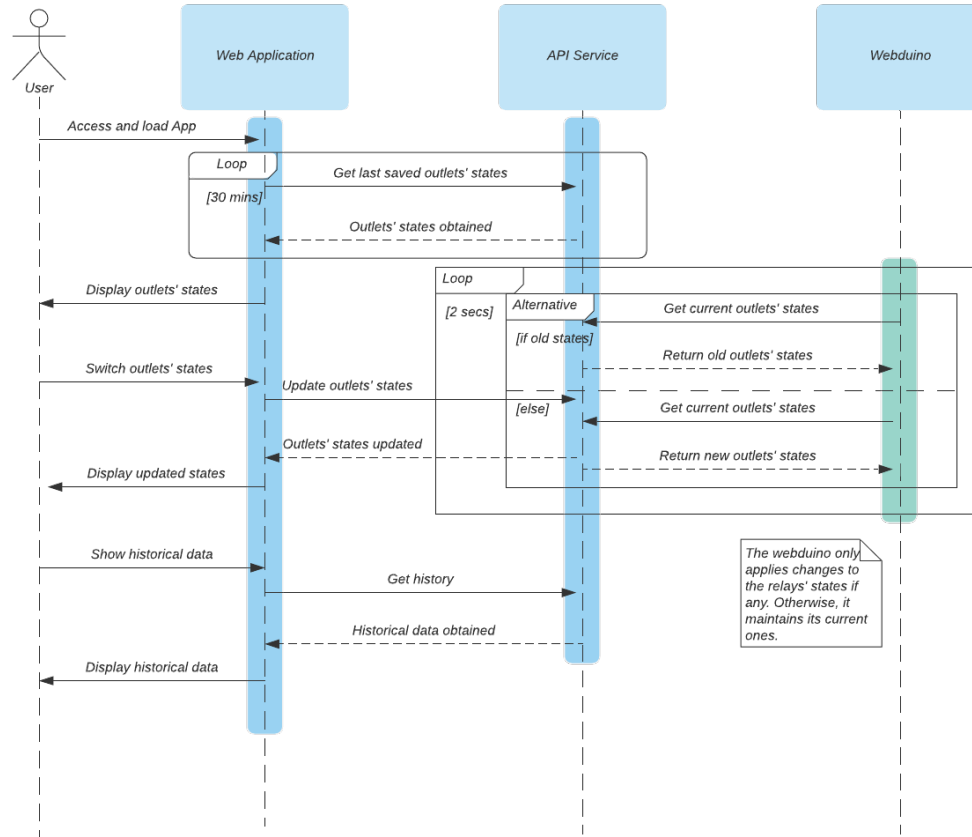 User
Web Application
API Service
Webduino
Access and load App
Loop
[30 mins]
Get last saved outlets' states
Outlets' states obtained
Loop
[2 secs]
Alternative
[if old states]
Get current outlets' states
Display outlets' states
Return old outlets' states
Switch outlets' states
Update outlets' states
[else]
Get current outlets' states
Outlets' states updated
Return new outlets' states
Display updated states
Show historical data
The webduino only
applies changes to
the relays' states if
any. Otherwise, it
maintains its current
ones.
Get history
Historical data obtained
Display historical data